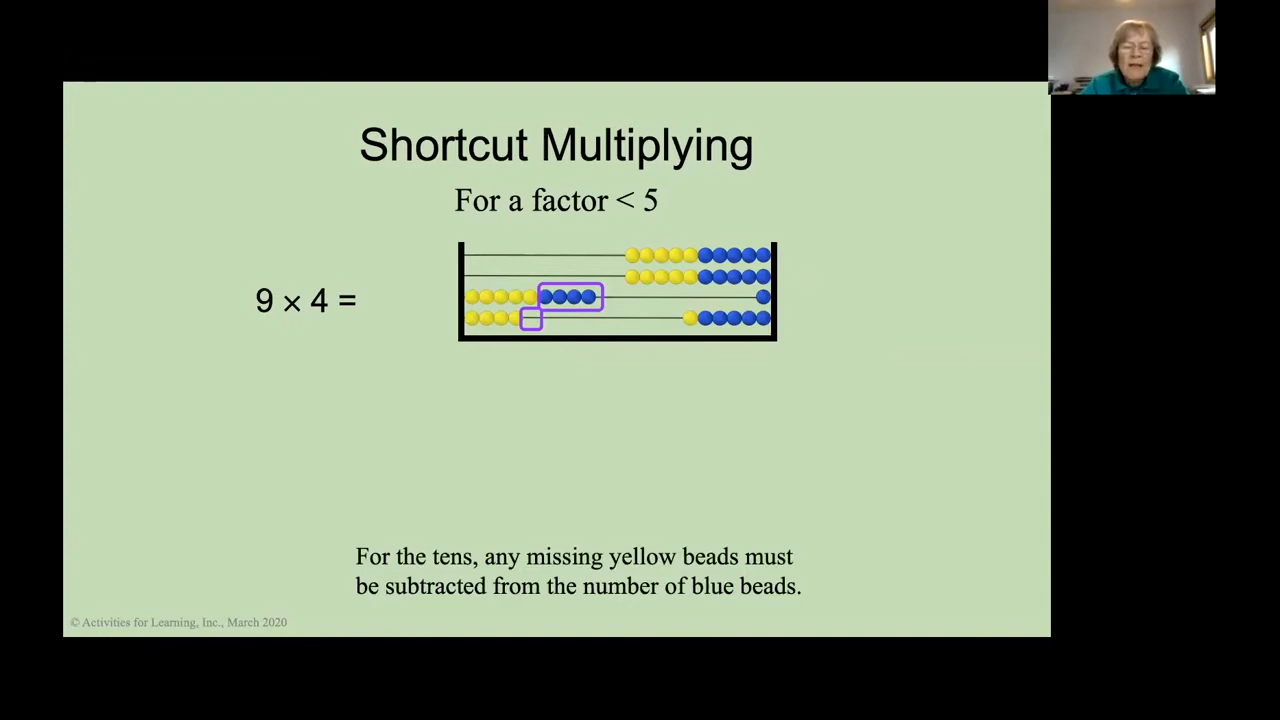 Shortcut Multiplying
For a factor < 5
9 × 4 =
For the tens, any missing yellow beads must
be subtracted from the number of blue beads.
© Activities for Learning, Inc., March 2020